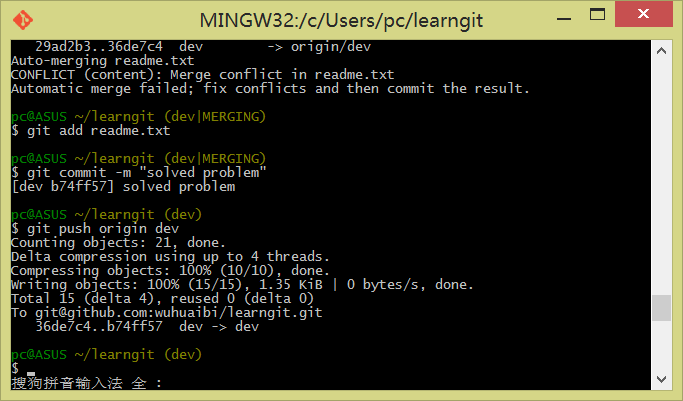 MINGW32:/c/Users/pc/learngit
29ad2b3..36de7c4  dev        -> origin/dev
Auto-merging readme.txt
CONFLICT (content): Merge conflict in readme.txt
Automatic merge failed; fix conflicts and then commit the result.
pc@ASUS ~/learngit (dev|MERGING)
$ git add readme.txt
pc@ASUS ~/learngit (dev|MERGING)
$ git commit -m "solved problem"
[dev b74ff57] solved problem
pc@ASUS ~/learngit (dev)
$ git push origin dev
Counting objects: 21, done.
Delta compression using up to 4 threads.
Compressing objects: 100% (10/10), done.
Writing objects: 100% (15/15), 1.35 KiB | 0 bytes/s, done.
Total 15 (delta 4), reused 0 (delta 0)
To git@github.com:wuhuaibi/learngit.git
   36de7c4..b74ff57  dev -> dev
pc@ASUS ~/learngit (dev)
$
搜狗拼音输入法 全 :